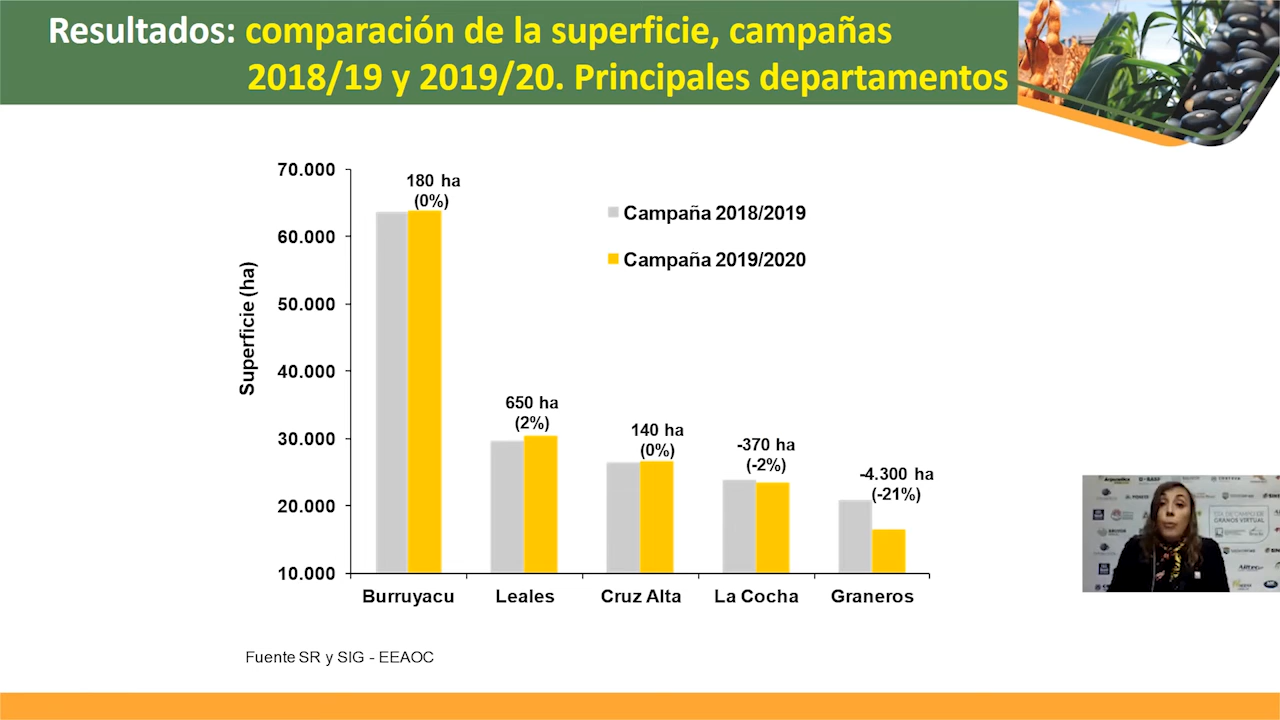 Resultados: comparación de la superficie, campañas
2018/19 y 2019/20. Principales departamentos
70.000
60.000
50.000
40.000
30.000
20.000
10.000
Superficie (ha)
180 ha
(0%)
650 ha
(2%)
140 ha
(0%)
-370 ha
(-2%)
-4.300 ha
(-21%)
Campaña 2018/2019
Campaña 2019/2020
Burruyacu
Leales
Cruz Alta
La Cocha
Graneros
Fuente SR y SIG - EEAOC
GRANOS VIRTUAL